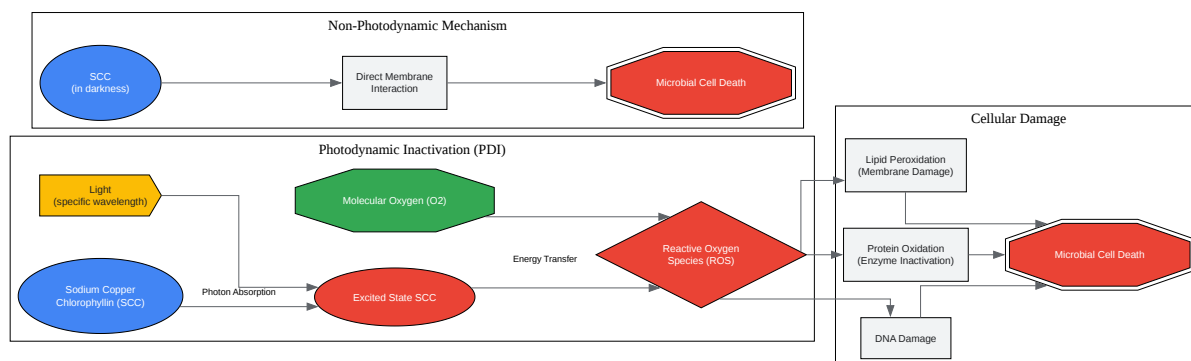 Non-Photodynamic Mechanism
SCC
(in darkness)
Direct Membrane
Interaction
Microbial Cell Death
Photodynamic Inactivation (PDI)
Light
(specific wavelength)
Molecular Oxygen (O2)
Sodium Copper
Chlorophyllin (SCC)
Photon Absorption
Excited State SCC
Energy Transfer
Reactive Oxygen
Species (ROS)
Cellular Damage
Lipid Peroxidation
(Membrane Damage)
Protein Oxidation
(Enzyme Inactivation)
DNA Damage
Microbial Cell Death